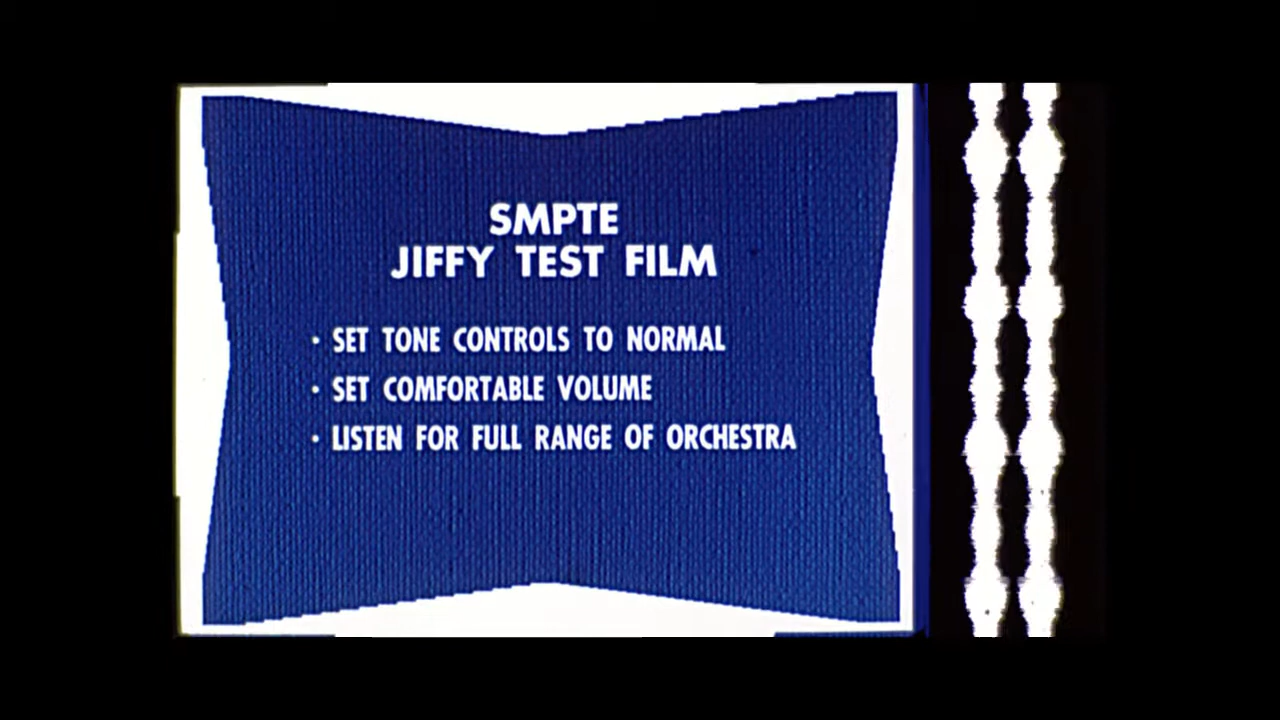 SMPTE
JIFFY TEST FILM
· SET TONE CONTROLS TO NORMAL
· SET COMFORTABLE VOLUME
· LISTEN FOR FULL RANGE OF ORCHESTRA